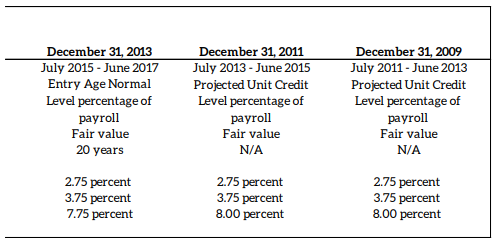 December 31, 2013 December 31, 2011 December 31, 2009
July 2015 - June 2017 July 2013 - June 2015 July 2011 - June 2013
Entry Age Normal Projected Unit Credit Projected Unit Credit
Level percentage of Level percentage of Level percentage of
payroll payroll payroll
Fair value Fair value Fair value
20 years N/A N/A
2.75 percent 2.75 percent 2.75 percent
3.75 percent 3.75 percent 3.75 percent
7.75 percent 8.00 percent 8.00 percent